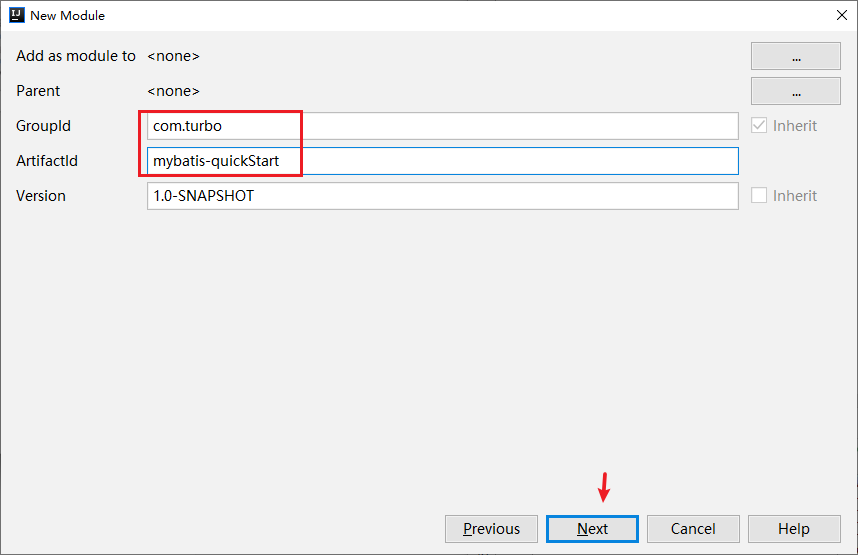 IJ New Module
Add as module to <none> ...
Parent <none> ...
GroupId com.turbo Inherit
ArtifactId mybatis-quickStart
Version 1.0-SNAPSHOT Inherit
Previous Next Cancel Help